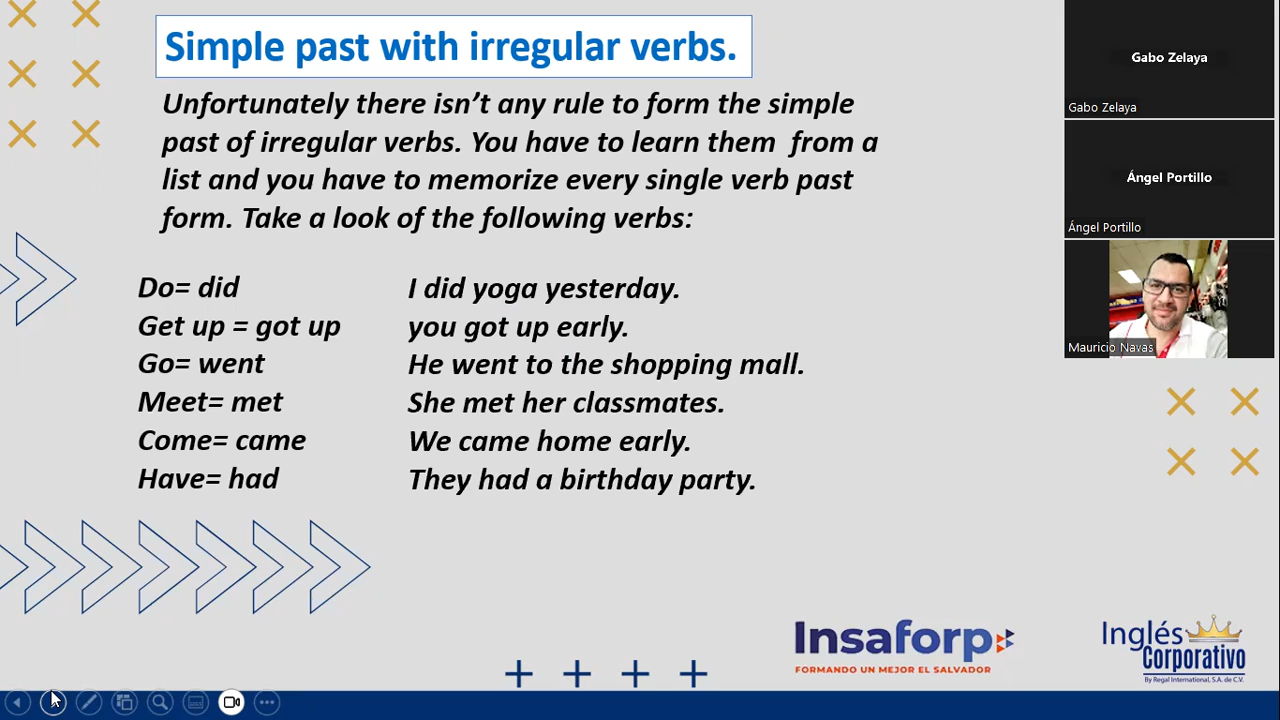 Simple past with irregular verbs.
Unfortunately there isn't any rule to form the simple
past of irregular verbs. You have to learn them  from a
list and you have to memorize every single verb past
form. Take a look of the following verbs:
Do= did
Get up = got up
Go= went
Meet= met
Come= came
Have= had
I did yoga yesterday.
you got up early.
He went to the shopping mall.
She met her classmates.
We came home early.
They had a birthday party.
Gabo Zelaya
Gabo Zelaya
Ángel Portillo
Ángel Portillo
Mauricio Navas
Insaforp
FORMANDO UN MEJOR EL SALVADOR
Inglés
Corporativo
By Regal International, S.A. de C.V.